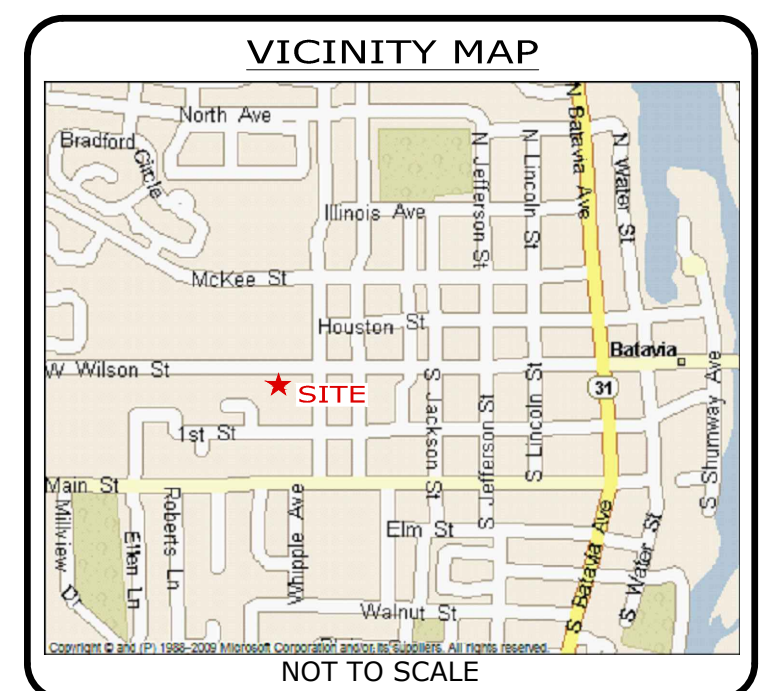 VICINITY MAP
North Ave
Bradford
Circle
N Jefferson St
N Lincoln St
N Batavia Ave
N Water St
Illinois Ave
McKee St
Houston St
Batavia
W Wilson St
SITE
31
S Jackson St
S Jefferson St
S Lincoln St
S Shumway Ave
1st St
Main St
Millview Dr
Ellen Ln
Roberts Ln
Whipple Ave
Elm St
S Batavia Ave
S Water St
Walnut St
Copyright © and (P) 1988–2009 Microsoft Corporation and/or its suppliers. All rights reserved.
NOT TO SCALE